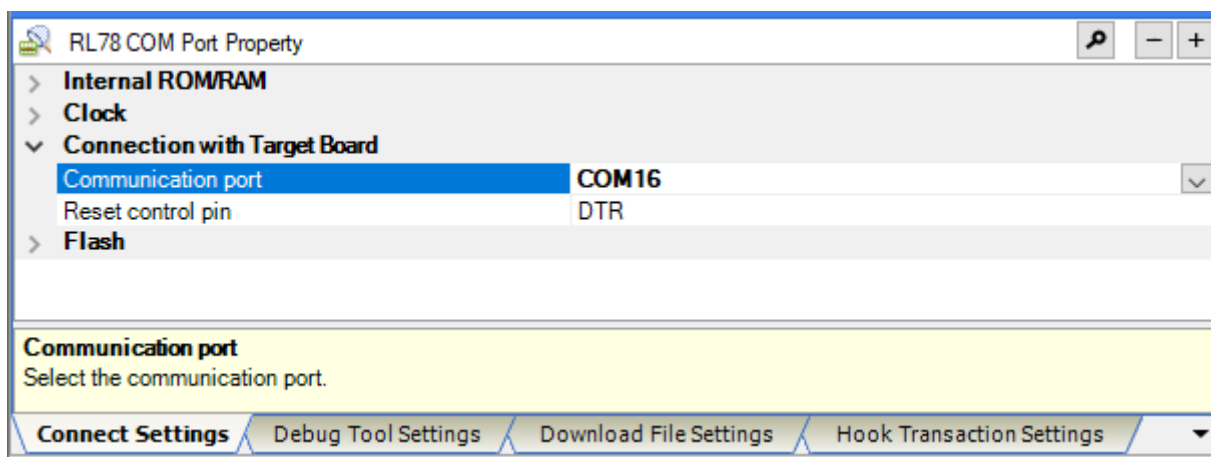 RL78 COM Port Property
Internal ROM/RAM
Clock
Connection with Target Board
Communication port COM16
Reset control pin DTR
Flash
Communication port
Select the communication port.
Connect Settings Debug Tool Settings Download File Settings Hook Transaction Settings